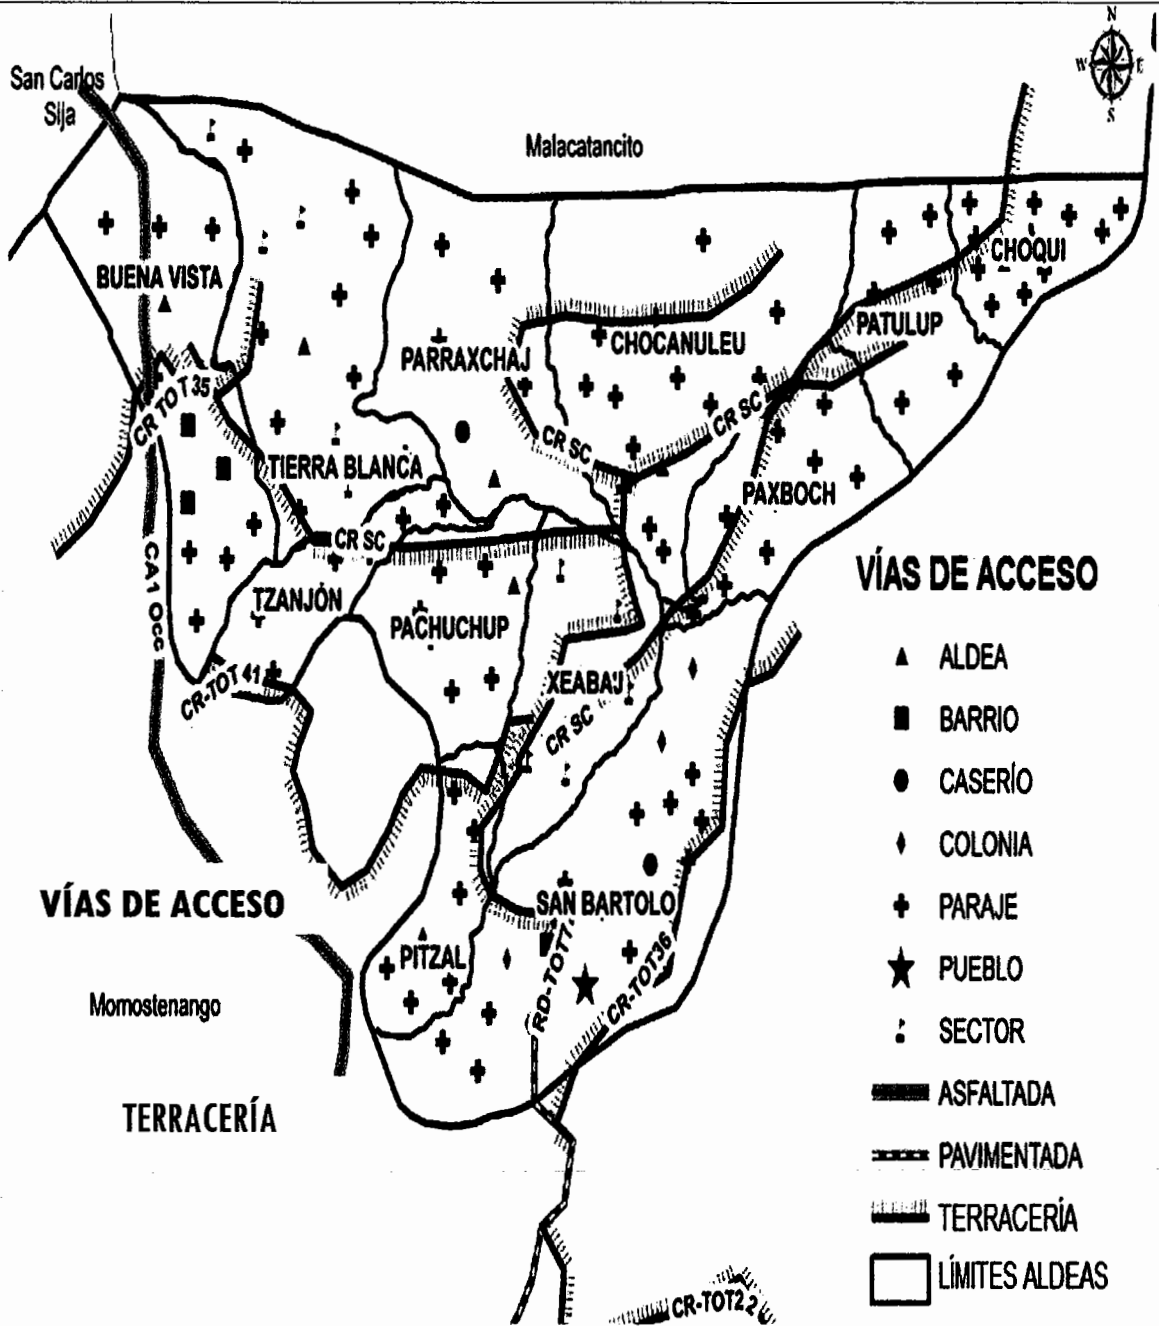 N
W
E
S
San Carlos
Sija
Malacatancito
CHOQUI
BUENA VISTA
PATULUP
CHOCANULEU
PARRAXCHAJ
CR TOT 35
CR SC
CR SC
TIERRA BLANCA
PAXBOCH
CR SC
CA1 Occ
TZANJÓN
PACHUCHUP
XEABAJ
CR-TOT 41
CR SC
VÍAS DE ACCESO
ALDEA
BARRIO
CASERÍO
COLONIA
PARAJE
PUEBLO
SECTOR
ASFALTADA
PAVIMENTADA
TERRACERÍA
LÍMITES ALDEAS
VÍAS DE ACCESO
SAN BARTOLO
PITZAL
RD-TOT7
CR-TOT36
Momostenango
TERRACERÍA
CR-TOT22